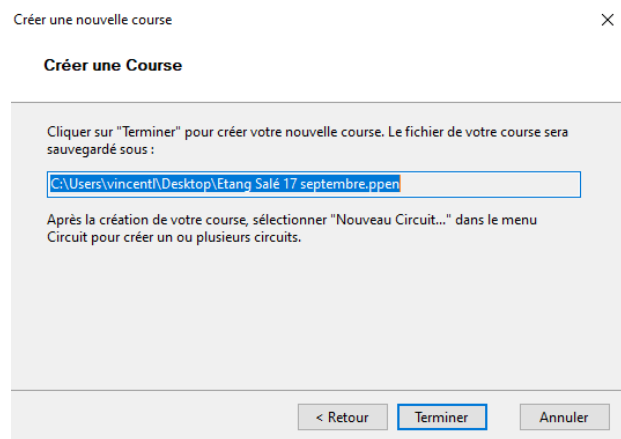 Créer une nouvelle course
Créer une Course
Cliquer sur "Terminer" pour créer votre nouvelle course. Le fichier de votre course sera
sauvegardé sous :
C:\Users\vincentl\Desktop\Etang Salé 17 septembre.ppen
Après la création de votre course, sélectionner "Nouveau Circuit..." dans le menu
Circuit pour créer un ou plusieurs circuits.
< Retour
Terminer
Annuler